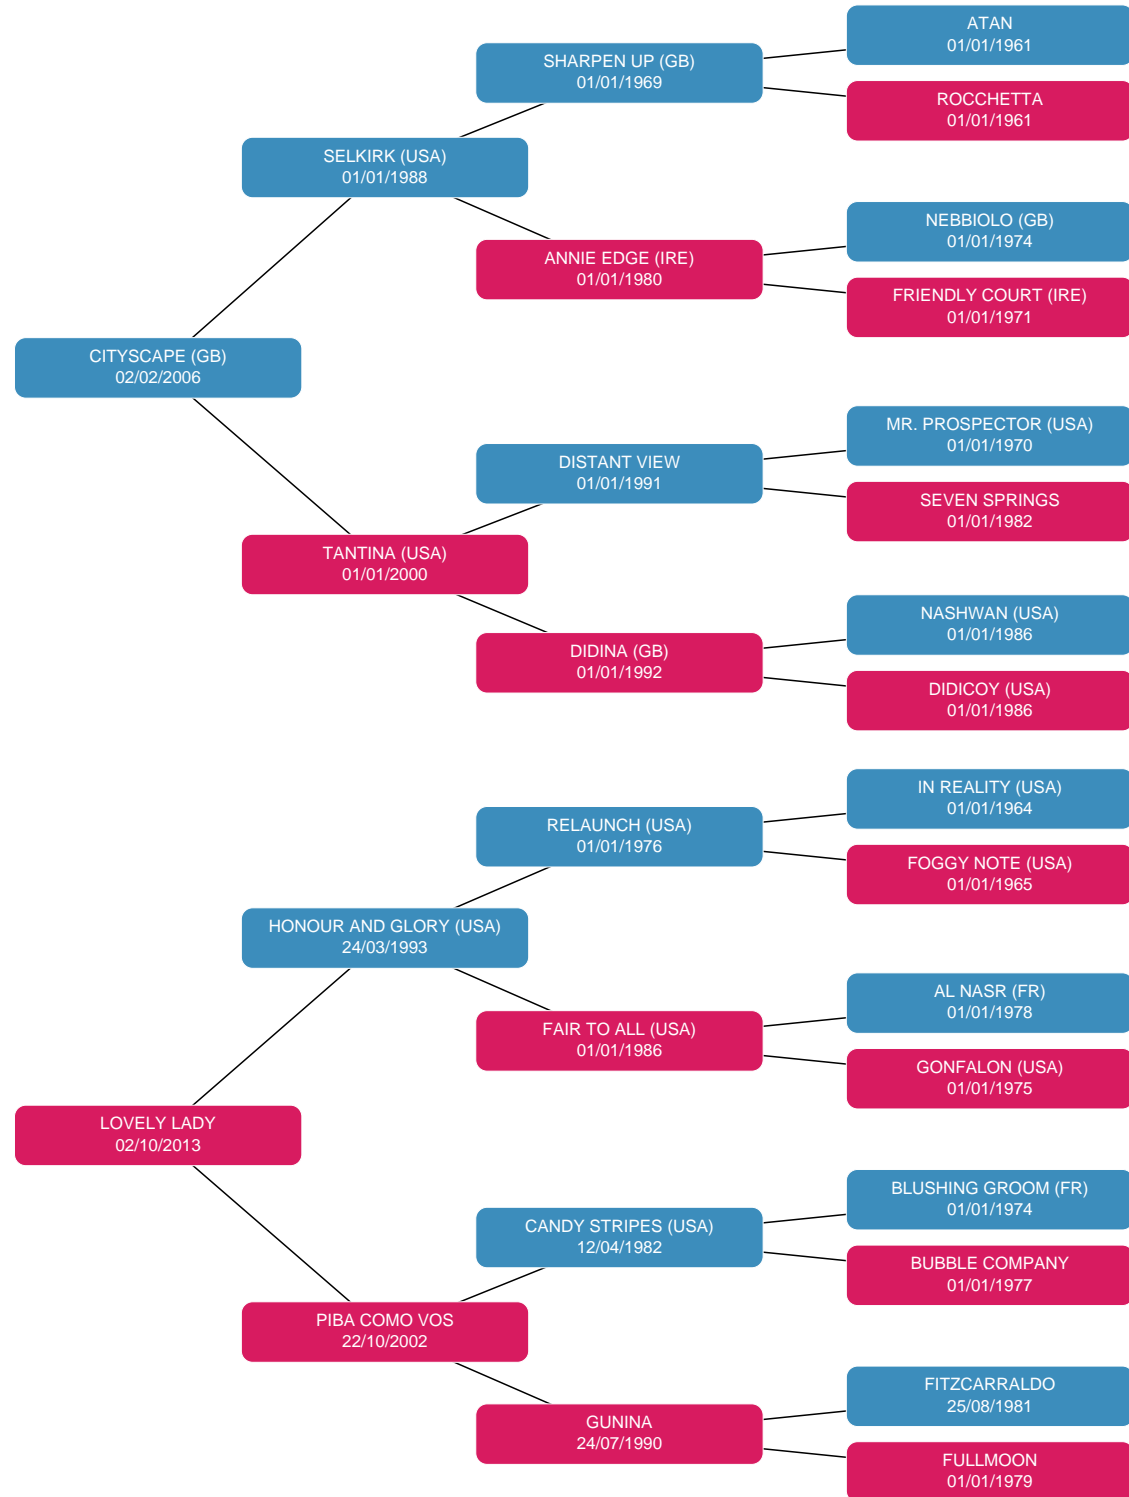 ATAN
01/01/1961
SHARPEN UP (GB)
01/01/1969
ROCCHETTA
01/01/1961
SELKIRK (USA)
01/01/1988
NEBBIOLO (GB)
01/01/1974
ANNIE EDGE (IRE)
01/01/1980
FRIENDLY COURT (IRE)
01/01/1971
CITYSCAPE (GB)
02/02/2006
MR. PROSPECTOR (USA)
01/01/1970
DISTANT VIEW
01/01/1991
SEVEN SPRINGS
01/01/1982
TANTINA (USA)
01/01/2000
NASHWAN (USA)
01/01/1986
DIDINA (GB)
01/01/1992
DIDICOY (USA)
01/01/1986
IN REALITY (USA)
01/01/1964
RELAUNCH (USA)
01/01/1976
FOGGY NOTE (USA)
01/01/1965
HONOUR AND GLORY (USA)
24/03/1993
AL NASR (FR)
01/01/1978
FAIR TO ALL (USA)
01/01/1986
GONFALON (USA)
01/01/1975
LOVELY LADY
02/10/2013
BLUSHING GROOM (FR)
01/01/1974
CANDY STRIPES (USA)
12/04/1982
BUBBLE COMPANY
01/01/1977
PIBA COMO VOS
22/10/2002
FITZCARRALDO
25/08/1981
GUNINA
24/07/1990
FULLMOON
01/01/1979